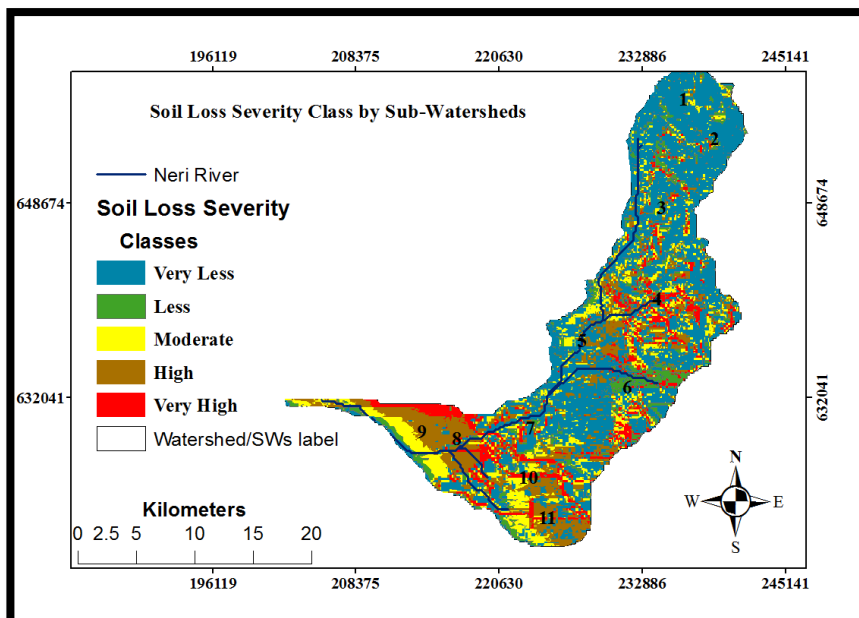 196119 208375 220630 232886 245141
Soil Loss Severity Class by Sub-Watersheds
1
2
Neri River
648674 648674
3
Soil Loss Severity
Classes
Very Less
Less
4
Moderate
5
High
6
632041 632041
Very High
7
Watershed/SWs label
9 8
10
N
W E
S
11
Kilometers
0 2.5 5 10 15 20
196119 208375 220630 232886 245141